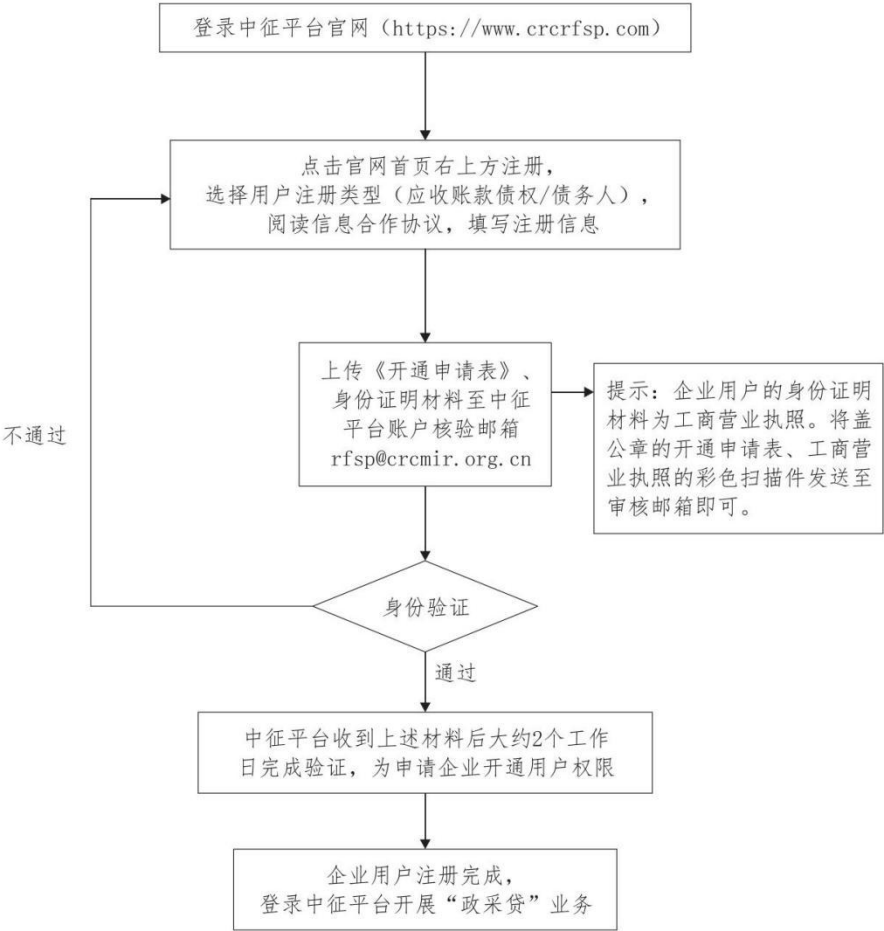 登录中征平台官网（https://www.crcrfsp.com）
点击官网首页右上方注册，
选择用户注册类型（应收账款债权/债务人），
阅读信息合作协议，填写注册信息
上传《开通申请表》、
身份证明材料至中征
平台账户核验邮箱
rfsp@crcmir.org.cn
提示：企业用户的身份证明
材料为工商营业执照。将盖
公章的开通申请表、工商营
业执照的彩色扫描件发送至
审核邮箱即可。
不通过
身份验证
通过
中征平台收到上述材料后大约2个工作
日完成验证，为申请企业开通用户权限
企业用户注册完成，
登录中征平台开展“政采贷”业务